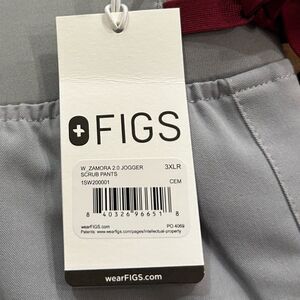 FIGS
W_ZAMORA 2.0 JOGGER 3XLR
SCRUB PANTS
1SW200001 CEM
8 40326 96651 8
wearFIGS.com PO 4069
Patents: www.wearfigs.com/pages/intellectual-property
wearFIGS.com